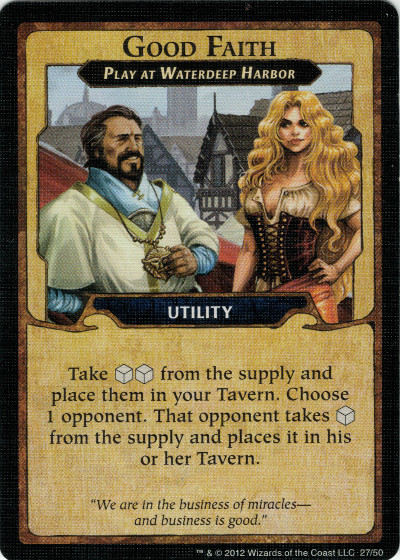 GOOD FAITH
PLAY AT WATERDEEP HARBOR
UTILITY
Take from the supply and
place them in your Tavern. Choose
1 opponent. That opponent takes
from the supply and places it in his
or her Tavern.
"We are in the business of miracles—
and business is good."
™ & © 2012 Wizards of the Coast LLC 27/50